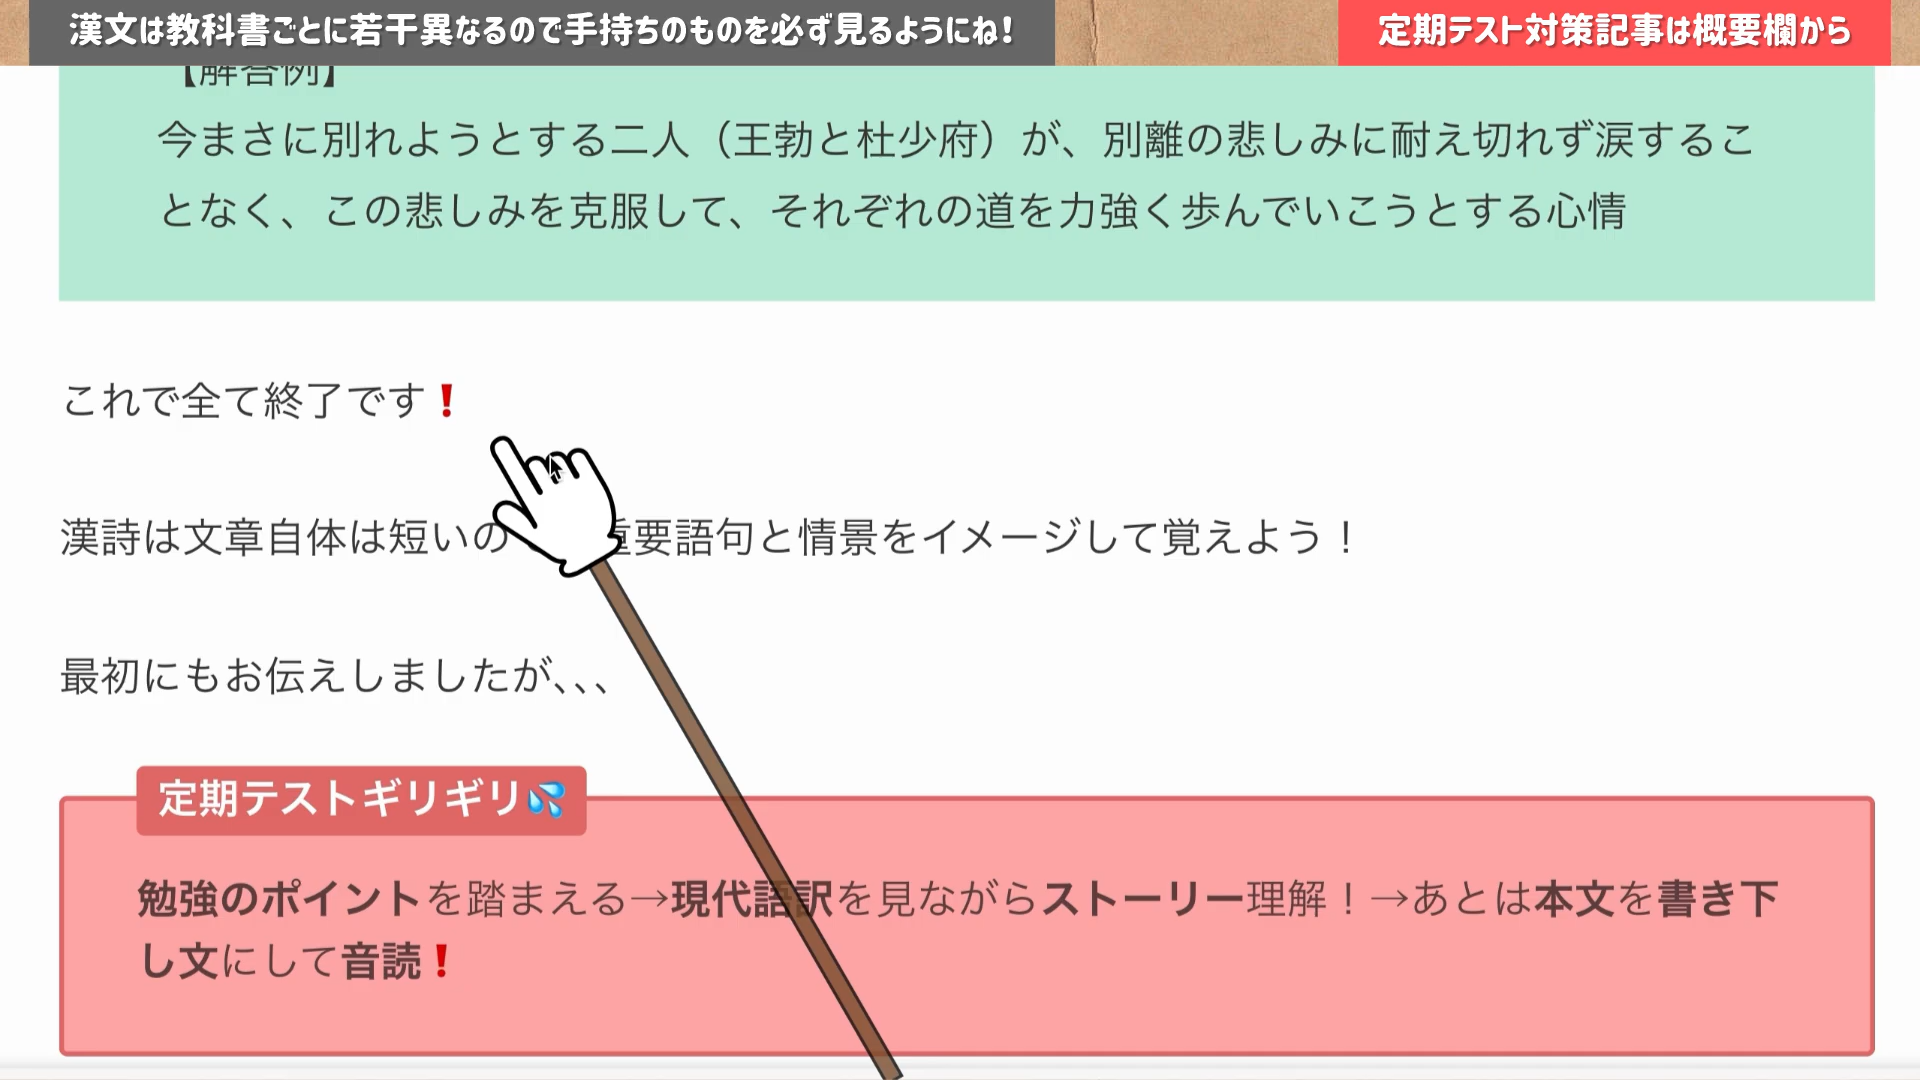 漢文は教科書ごとに若干異なるので手持ちのものを必ず見るようにね！
定期テスト対策記事は概要欄から
【解答例】
今まさに別れようとする二人（王勃と杜少府）が、別離の悲しみに耐え切れず涙するこ
となく、この悲しみを克服して、それぞれの道を力強く歩んでいこうとする心情
これで全て終了です❗
漢詩は文章自体は短いの 重要語句と情景をイメージして覚えよう！
最初にもお伝えしましたが、、、
定期テストギリギリ💦
勉強のポイントを踏まえる→現代語訳を見ながらストーリー理解！→あとは本文を書き下
し文にして音読❗